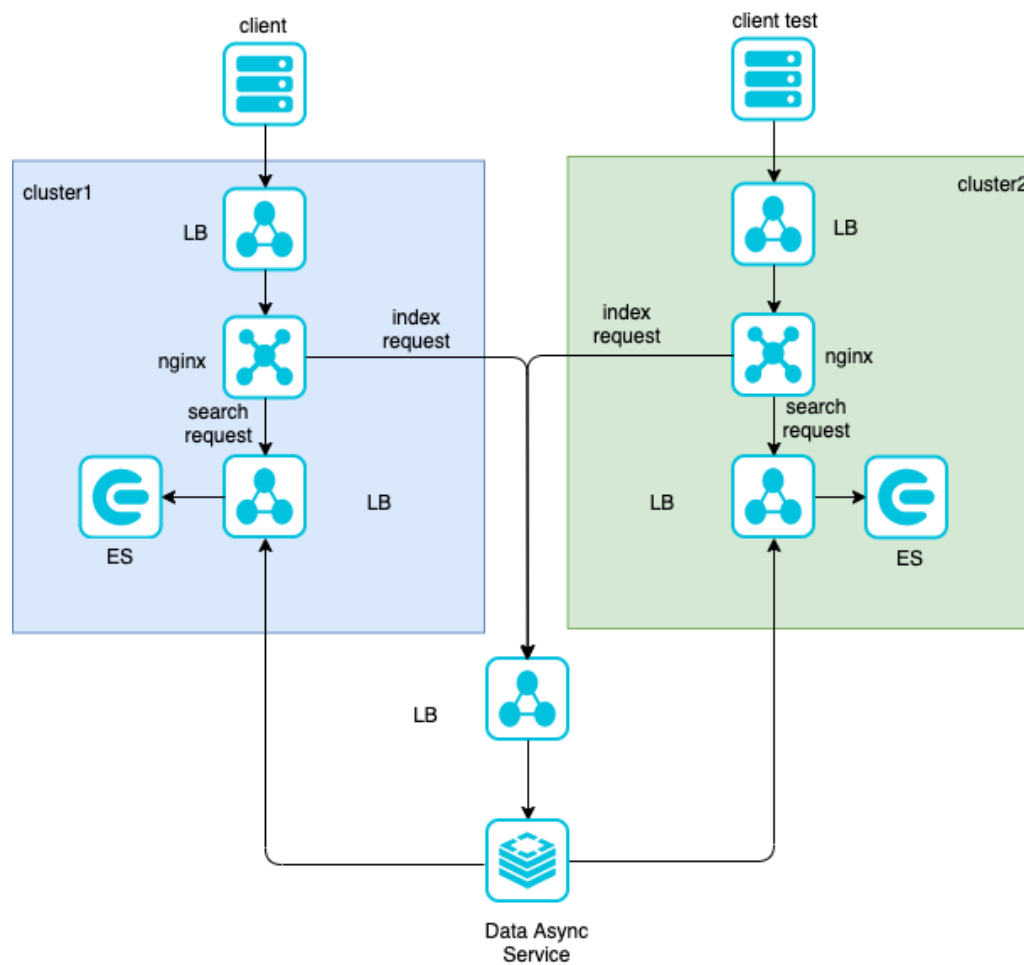 client
client test
cluster1
cluster2
LB
LB
index
request
index
request
nginx
nginx
search
request
search
request
LB
LB
ES
ES
LB
Data Async
Service